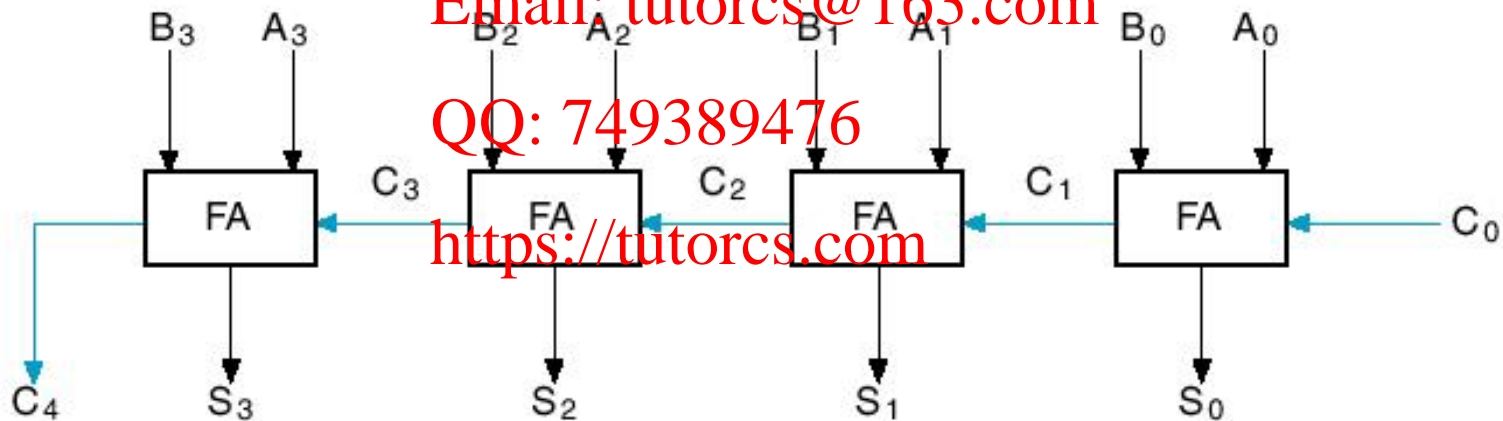 Email: tutorcs@163.com
B₃ A₃ B₂ A₂ B₁ A₁ B₀ A₀
QQ: 749389476
C₃ C₂ C₁
FA FA FA FA C₀
https://tutorcs.com
C₄ S₃ S₂ S₁ S₀